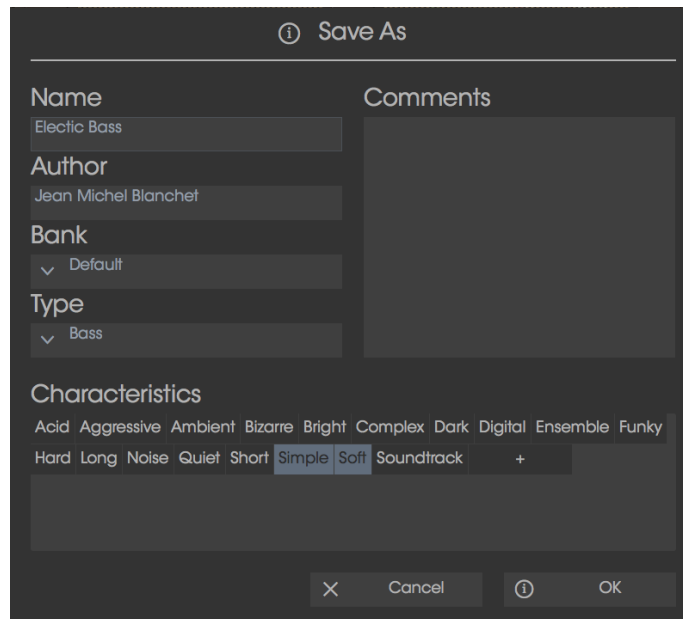 Save As
Name
Comments
Electic Bass
Author
Jean Michel Blanchet
Bank
Default
Type
Bass
Characteristics
Acid Aggressive Ambient Bizarre Bright Complex Dark Digital Ensemble Funky
Hard Long Noise Quiet Short Simple Soft Soundtrack +
Cancel
OK